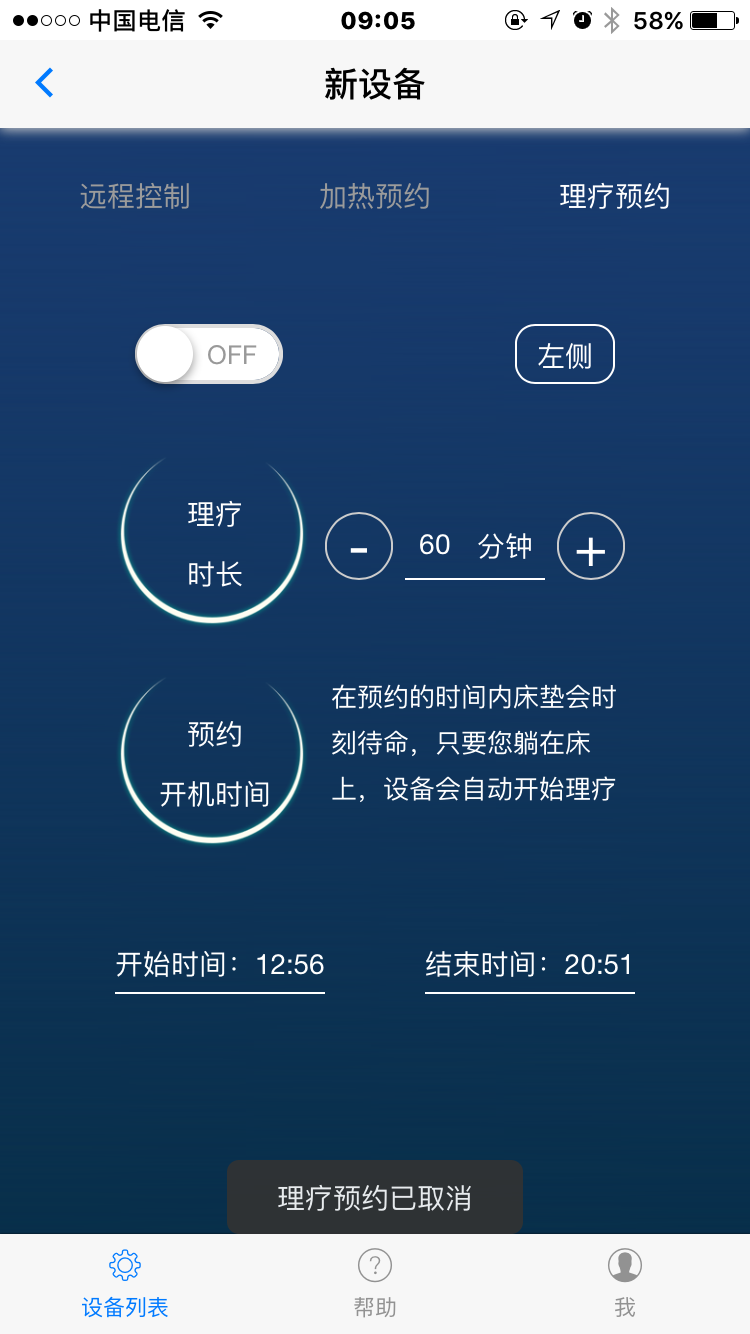 中国电信 09:05 58%
新设备
远程控制 加热预约 理疗预约
OFF 左侧
理疗
时长
- 60 分钟 +
预约
开机时间
在预约的时间内床垫会时
刻待命，只要您躺在床
上，设备会自动开始理疗
开始时间：12:56 结束时间：20:51
理疗预约已取消
设备列表 帮助 我